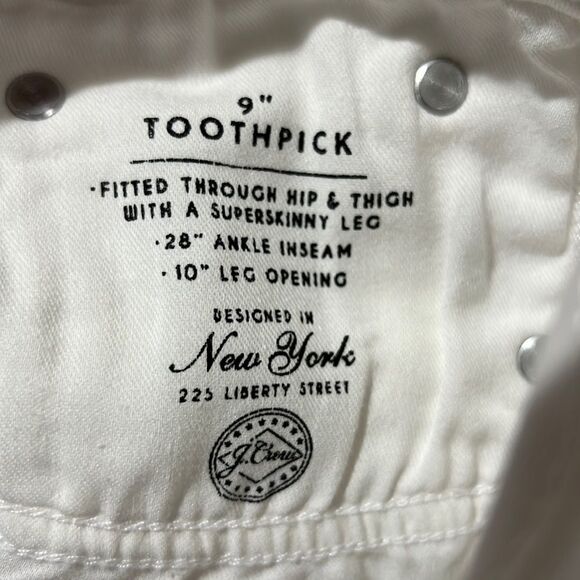 9"
TOOTHPICK
•FITTED THROUGH HIP & THIGH
WITH A SUPERSKINNY LEG
•28" ANKLE INSEAM
•10" LEG OPENING
DESIGNED IN
New York
225 LIBERTY STREET
J.Crew